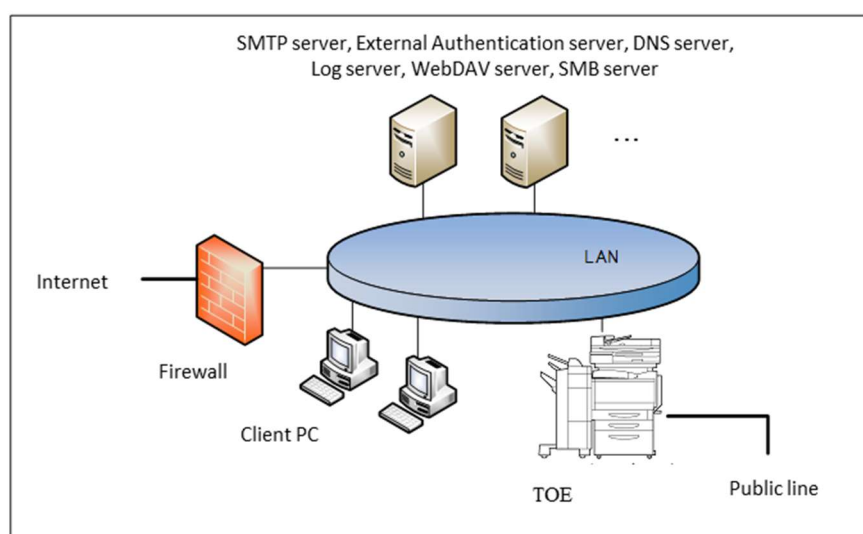 SMTP server, External Authentication server, DNS server,
Log server, WebDAV server, SMB server
...
LAN
Internet
Firewall
Client PC
TOE
Public line